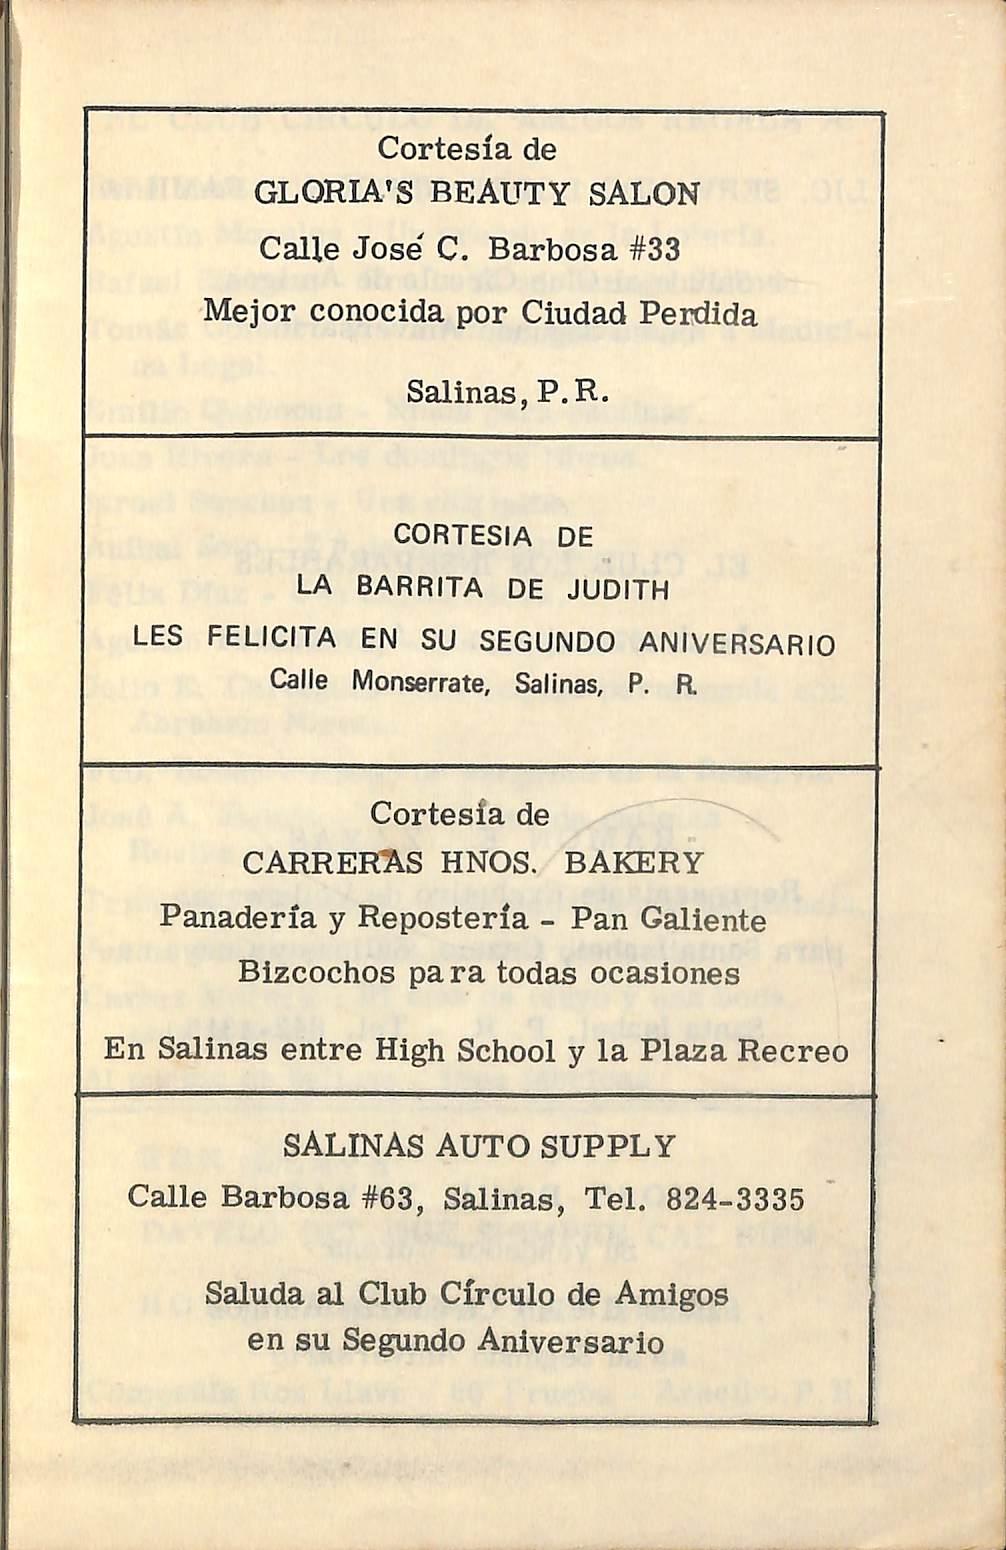 Cortesía de
GLORIA'S BEAUTY SALON
Calle José C. Barbosa #33
Mejor conocida por Ciudad Perdida
Salinas, P.R.
CORTESIA DE
LA BARRITA DE JUDITH
LES FELICITA EN SU SEGUNDO ANIVERSARIO
Calle Monserrate, Salinas, P. R.
Cortesía de
CARRERAS HNOS. BAKERY
Panadería y Repostería - Pan Galiente
Bizcochos para todas ocasiones
En Salinas entre High School y la Plaza Recreo
SALINAS AUTO SUPPLY
Calle Barbosa #63, Salinas, Tel. 824-3335
Saluda al Club Círculo de Amigos
en su Segundo Aniversario